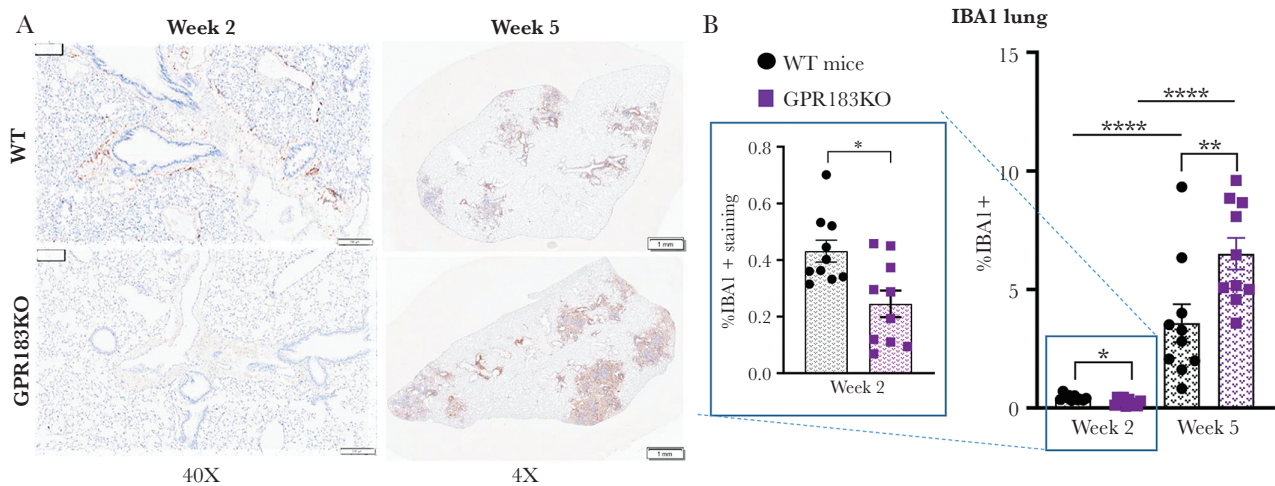 A
Week 2
Week 5
WT
GPR183KO
1 mm
1 mm
40X
4X
B
IBA1 lung
WT mice
GPR183KO
%IBA1 + staining
0.8
0.6
0.4
0.2
0.0
*
Week 2
%IBA1+
15
10
5
0
****
****
**
*
Week 2
Week 5